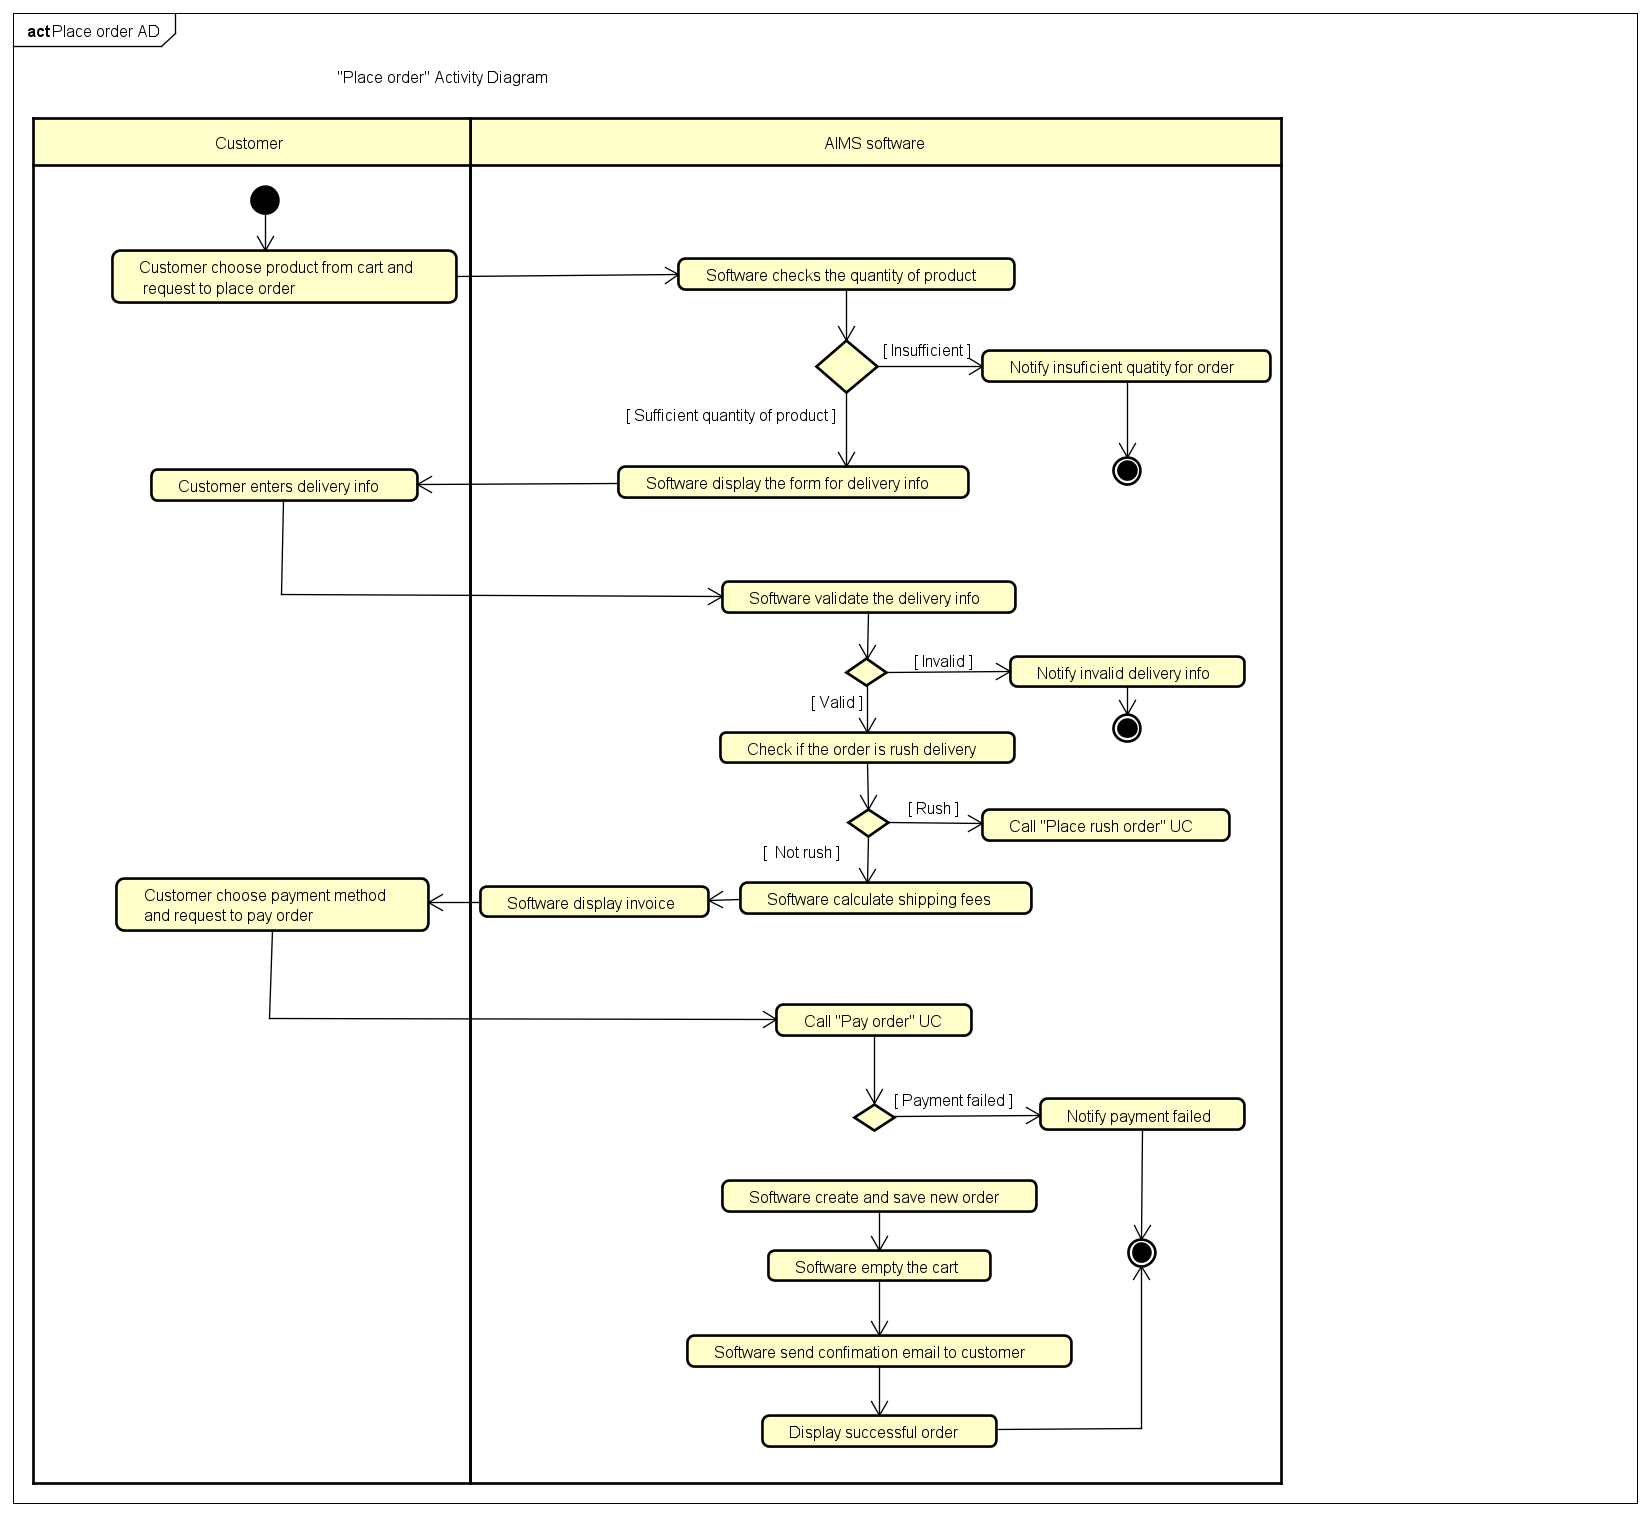 act Place order AD
"Place order" Activity Diagram
Customer
AIMS software
Customer choose product from cart and
request to place order
Software checks the quantity of product
[ Insufficient ]
Notify insuficient quatity for order
[ Sufficient quantity of product ]
Customer enters delivery info
Software display the form for delivery info
Software validate the delivery info
[ Invalid ]
Notify invalid delivery info
[ Valid ]
Check if the order is rush delivery
[ Rush ]
Call "Place rush order" UC
[ Not rush ]
Customer choose payment method
and request to pay order
Software display invoice
Software calculate shipping fees
Call "Pay order" UC
[ Payment failed ]
Notify payment failed
Software create and save new order
Software empty the cart
Software send confimation email to customer
Display successful order